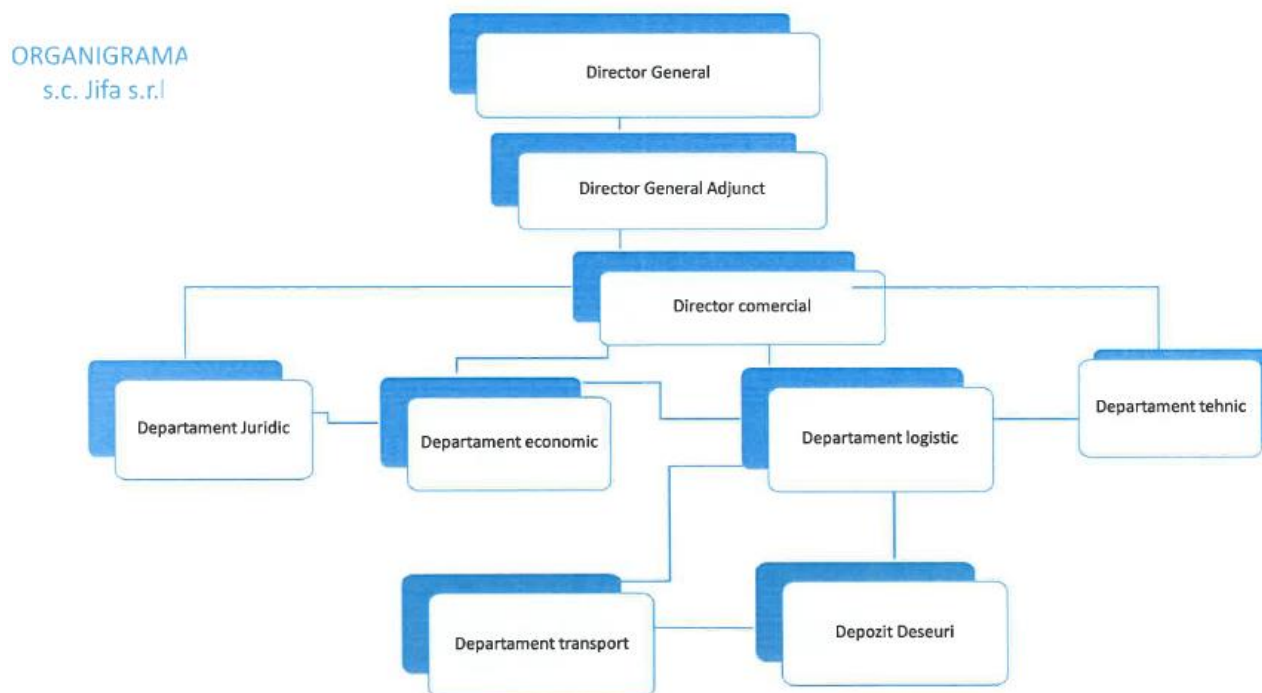 ORGANIGRAMA
s.c. Jifa s.r.l
Director General
Director General Adjunct
Director comercial
Departament Juridic
Departament economic
Departament logistic
Departament tehnic
Departament transport
Depozit Deseuri